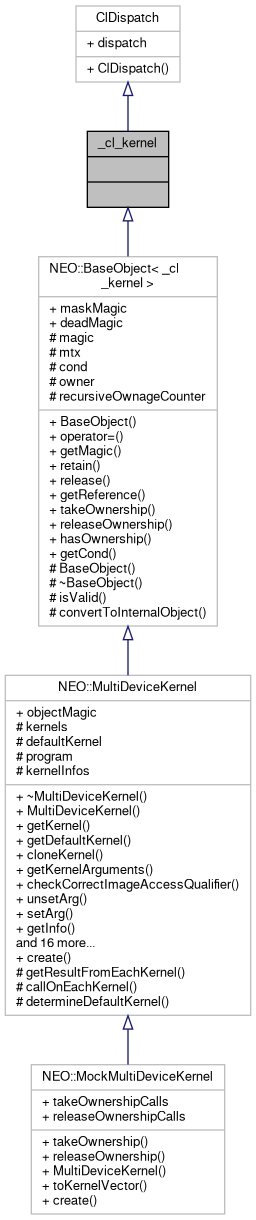 ClDispatch
+ dispatch
+ ClDispatch()
_cl_kernel
NEO::BaseObject< _cl
_kernel >
+ maskMagic
+ deadMagic
# magic
# mtx
# cond
# owner
# recursiveOwnageCounter
+ BaseObject()
+ operator=()
+ getMagic()
+ retain()
+ release()
+ getReference()
+ takeOwnership()
+ releaseOwnership()
+ hasOwnership()
+ getCond()
# BaseObject()
# ~BaseObject()
# isValid()
# convertToInternalObject()
NEO::MultiDeviceKernel
+ objectMagic
# kernels
# defaultKernel
# program
# kernelInfos
+ ~MultiDeviceKernel()
+ MultiDeviceKernel()
+ getKernel()
+ getDefaultKernel()
+ cloneKernel()
+ getKernelArguments()
+ checkCorrectImageAccessQualifier()
+ unsetArg()
+ setArg()
+ getInfo()
and 16 more...
+ create()
# getResultFromEachKernel()
# callOnEachKernel()
# determineDefaultKernel()
NEO::MockMultiDeviceKernel
+ takeOwnershipCalls
+ releaseOwnershipCalls
+ takeOwnership()
+ releaseOwnership()
+ MultiDeviceKernel()
+ toKernelVector()
+ create()